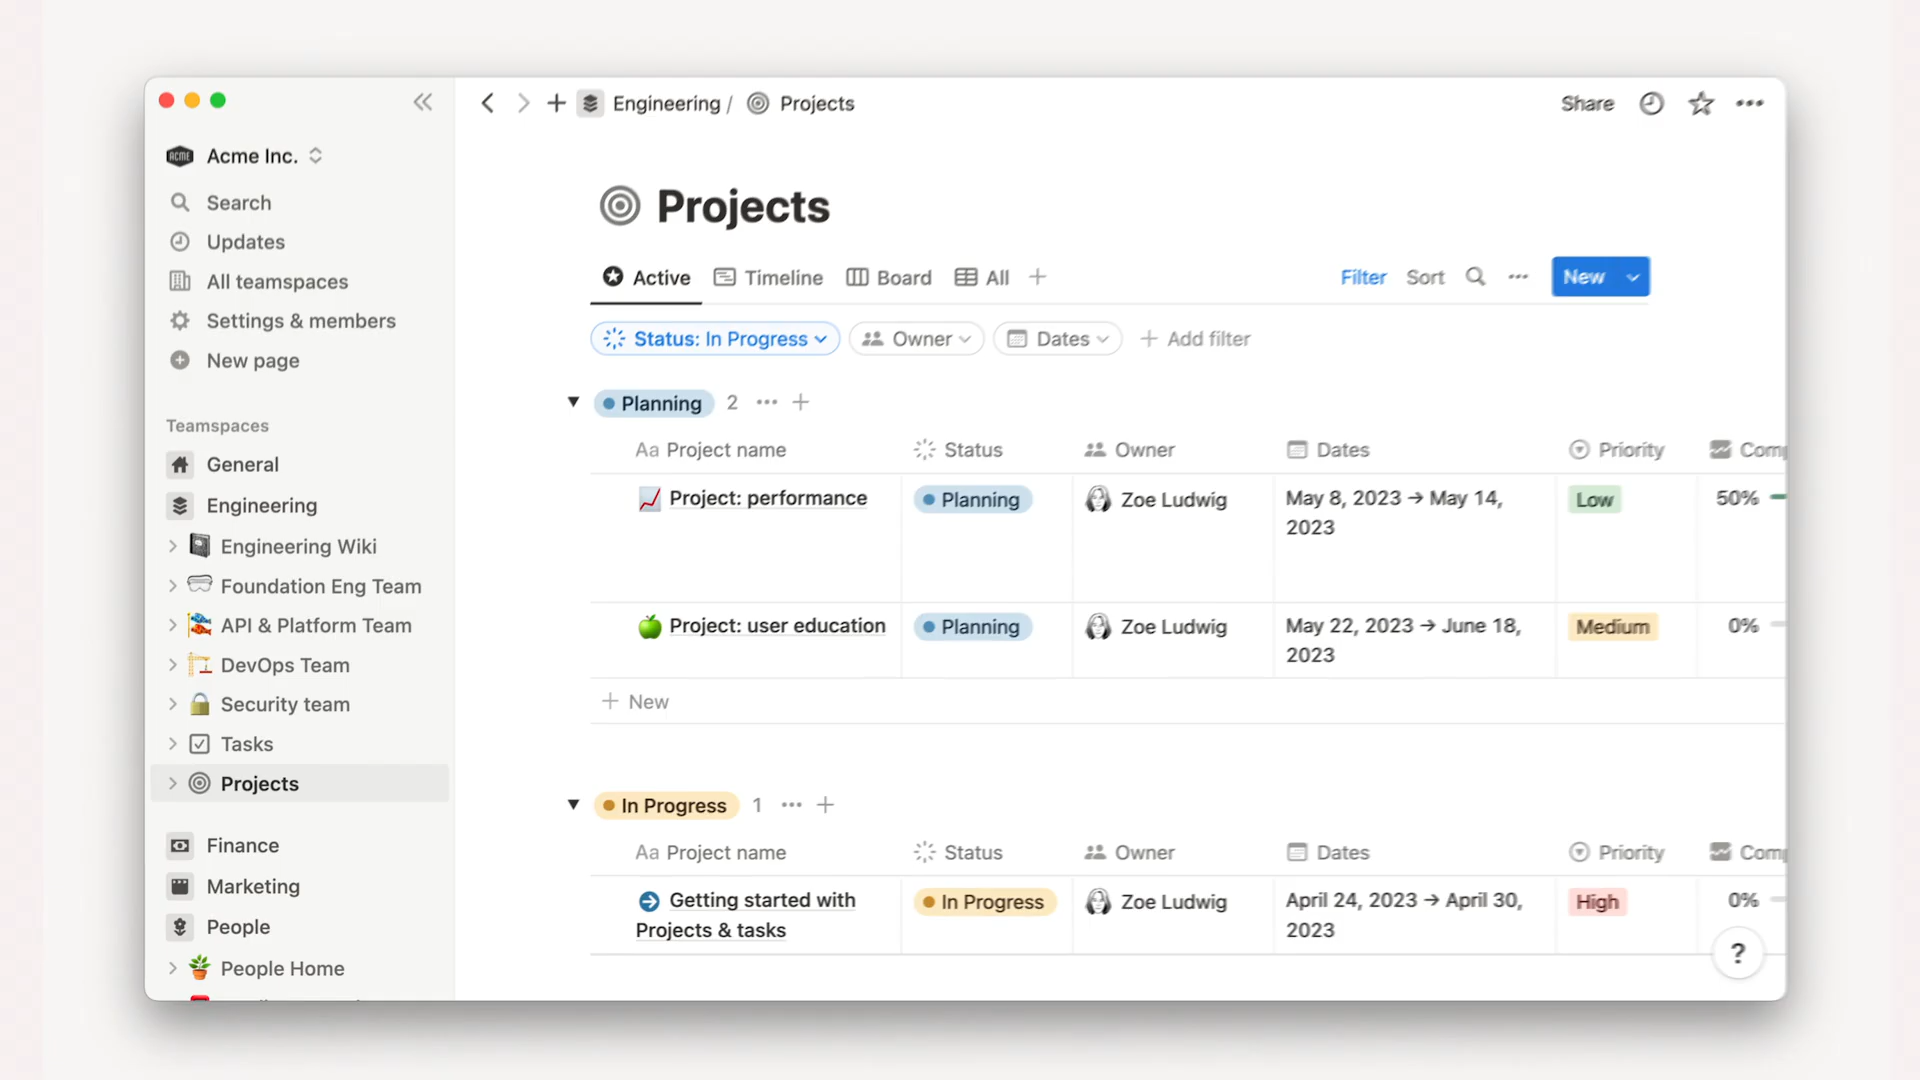 Engineering / Projects
Share
ACME Acme Inc.
Search
Updates
All teamspaces
Settings & members
New page
Teamspaces
General
Engineering
Engineering Wiki
Foundation Eng Team
API & Platform Team
DevOps Team
Security team
Tasks
Projects
Finance
Marketing
People
People Home
Projects
Active Timeline Board All
Filter Sort New
Status: In Progress Owner Dates Add filter
Planning 2
Aa Project name Status Owner Dates Priority Comp
Project: performance Planning Zoe Ludwig May 8, 2023 → May 14, Low 50%
2023
Project: user education Planning Zoe Ludwig May 22, 2023 → June 18, Medium 0%
2023
New
In Progress 1
Aa Project name Status Owner Dates Priority Comp
Getting started with In Progress Zoe Ludwig April 24, 2023 → April 30, High 0%
Projects & tasks 2023
?